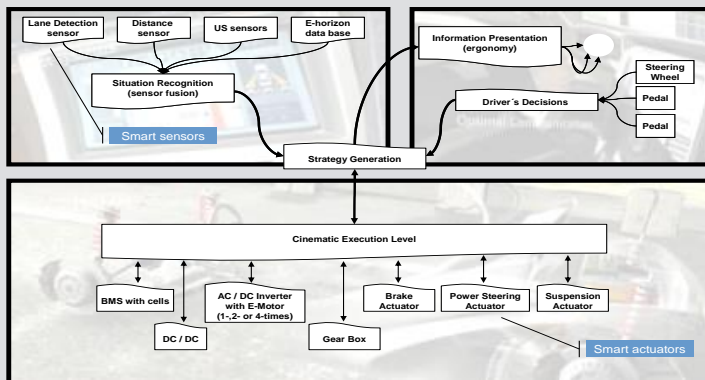 Lane Detection
sensor
Distance
sensor
US sensors
E-horizon
data base
Situation Recognition
(sensor fusion)
Smart sensors
Information Presentation
(ergonomy)
Steering
Wheel
Pedal
Pedal
Driver´s Decisions
Strategy Generation
Cinematic Execution Level
BMS with cells
DC / DC
AC / DC Inverter
with E-Motor
(1-,2- or 4-times)
Gear Box
Brake
Actuator
Power Steering
Actuator
Suspension
Actuator
Smart actuators